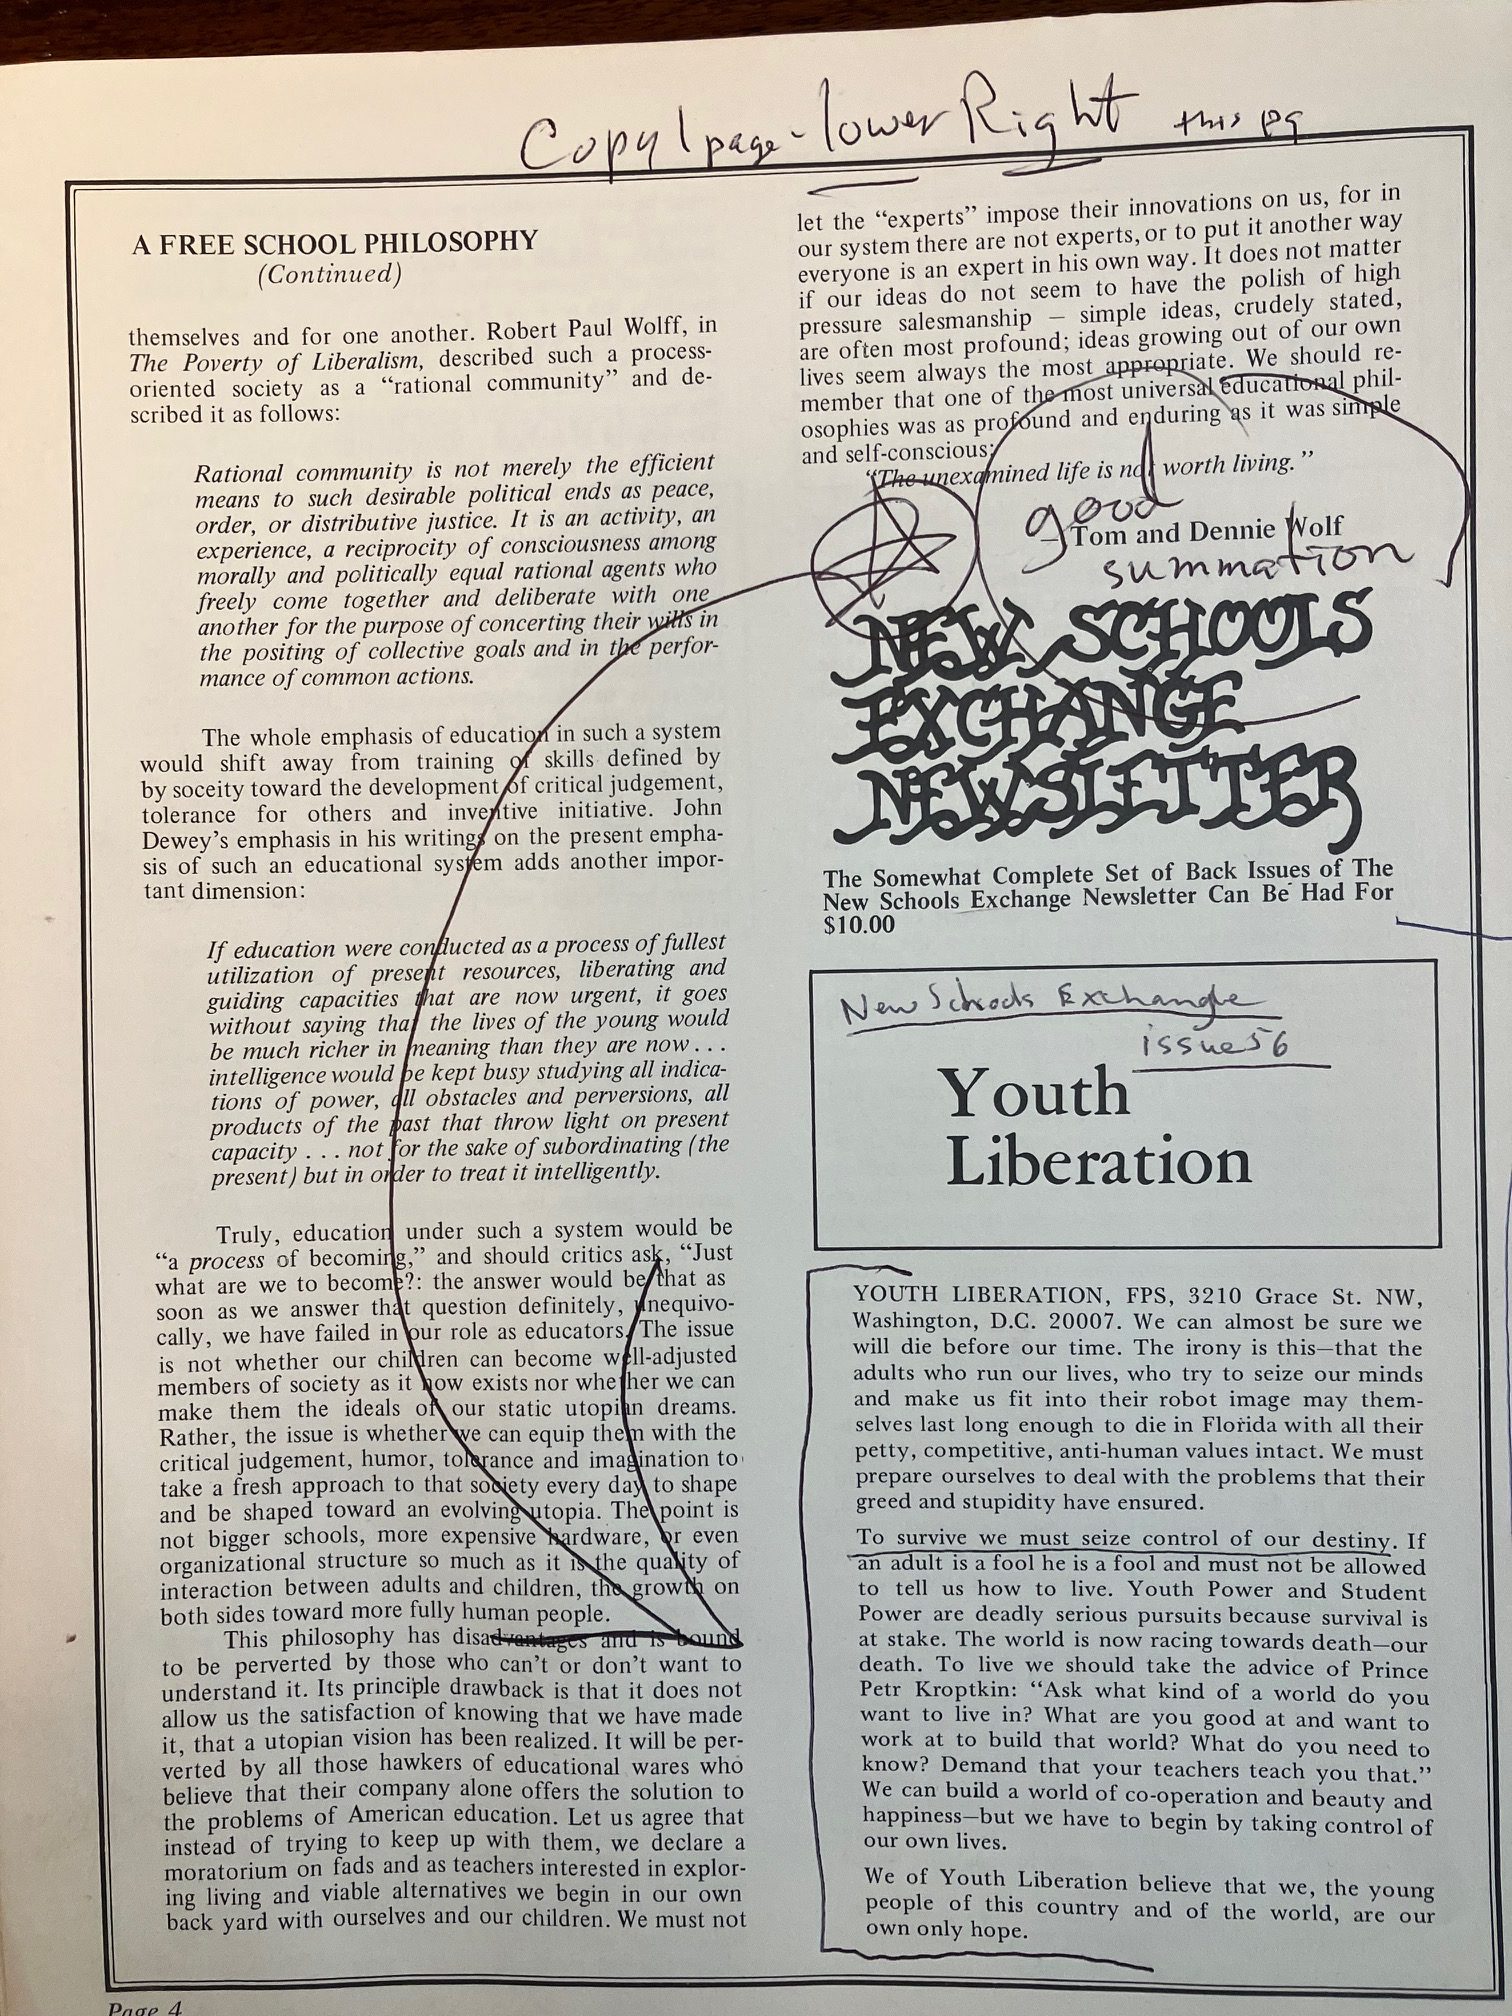 Copy 1 page - lower Right this pg
A FREE SCHOOL PHILOSOPHY
(Continued)
themselves and for one another. Robert Paul Wolff, in
The Poverty of Liberalism, described such a process-
oriented society as a “rational community” and de-
scribed it as follows:
Rational community is not merely the efficient
means to such desirable political ends as peace,
order, or distributive justice. It is an activity, an
experience, a reciprocity of consciousness among
morally and politically equal rational agents who
freely come together and deliberate with one
another for the purpose of concerting their wills in
the positing of collective goals and in the perfor-
mance of common actions.
The whole emphasis of education in such a system
would shift away from training of skills defined by
by soceity toward the development of critical judgement,
tolerance for others and inventive initiative. John
Dewey’s emphasis in his writings on the present empha-
sis of such an educational system adds another impor-
tant dimension:
If education were conducted as a process of fullest
utilization of present resources, liberating and
guiding capacities that are now urgent, it goes
without saying that the lives of the young would
be much richer in meaning than they are now . . .
intelligence would be kept busy studying all indica-
tions of power, all obstacles and perversions, all
products of the past that throw light on present
capacity . . . not for the sake of subordinating (the
present) but in order to treat it intelligently.
Truly, education under such a system would be
“a process of becoming,” and should critics ask, “Just
what are we to become?: the answer would be that as
soon as we answer that question definitely, unequivo-
cally, we have failed in our role as educators. The issue
is not whether our children can become well-adjusted
members of society as it now exists nor whether we can
make them the ideals of our static utopian dreams.
Rather, the issue is whether we can equip them with the
critical judgement, humor, tolerance and imagination to
take a fresh approach to that society every day to shape
and be shaped toward an evolving utopia. The point is
not bigger schools, more expensive hardware, or even
organizational structure so much as it is the quality of
interaction between adults and children, the growth on
both sides toward more fully human people.
This philosophy has disadvantages and is bound
to be perverted by those who can’t or don’t want to
understand it. Its principle drawback is that it does not
allow us the satisfaction of knowing that we have made
it, that a utopian vision has been realized. It will be per-
verted by all those hawkers of educational wares who
believe that their company alone offers the solution to
the problems of American education. Let us agree that
instead of trying to keep up with them, we declare a
moratorium on fads and as teachers interested in explor-
ing living and viable alternatives we begin in our own
back yard with ourselves and our children. We must not
let the “experts” impose their innovations on us, for in
our system there are not experts, or to put it another way
everyone is an expert in his own way. It does not matter
if our ideas do not seem to have the polish of high
pressure salesmanship — simple ideas, crudely stated,
are often most profound; ideas growing out of our own
lives seem always the most appropriate. We should re-
member that one of the most universal educational phil-
osophies was as profound and enduring as it was simple
and self-conscious:
“The unexamined life is not worth living.”
good
– Tom and Dennie Wolf
summation
NEW SCHOOLS
EXCHANGE
NEWSLETTER
The Somewhat Complete Set of Back Issues of The
New Schools Exchange Newsletter Can Be Had For
$10.00
New Schools Exchange
issue 56
Youth
Liberation
YOUTH LIBERATION, FPS, 3210 Grace St. NW,
Washington, D.C. 20007. We can almost be sure we
will die before our time. The irony is this—that the
adults who run our lives, who try to seize our minds
and make us fit into their robot image may them-
selves last long enough to die in Florida with all their
petty, competitive, anti-human values intact. We must
prepare ourselves to deal with the problems that their
greed and stupidity have ensured.
To survive we must seize control of our destiny. If
an adult is a fool he is a fool and must not be allowed
to tell us how to live. Youth Power and Student
Power are deadly serious pursuits because survival is
at stake. The world is now racing towards death—our
death. To live we should take the advice of Prince
Petr Kroptkin: “Ask what kind of a world do you
want to live in? What are you good at and want to
work at to build that world? What do you need to
know? Demand that your teachers teach you that.”
We can build a world of co-operation and beauty and
happiness—but we have to begin by taking control of
our own lives.
We of Youth Liberation believe that we, the young
people of this country and of the world, are our
own only hope.
Page 4